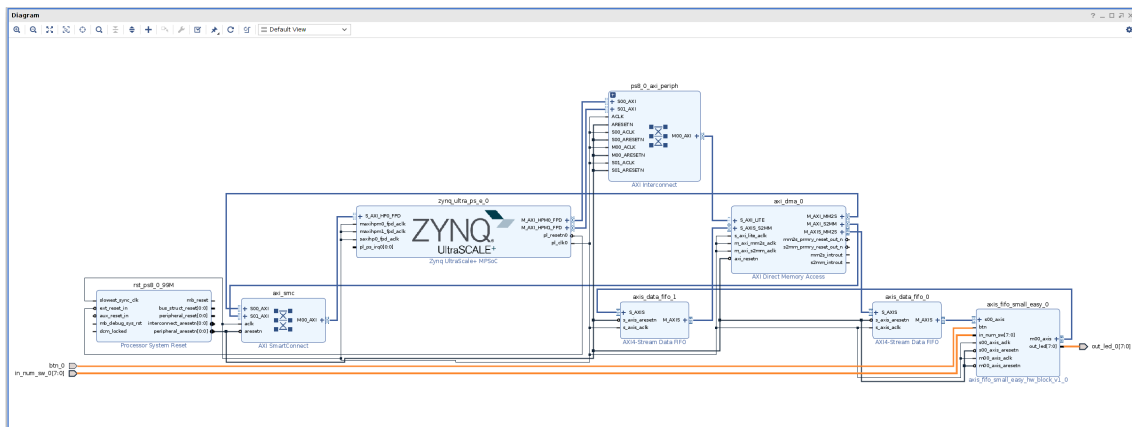 Diagram
Default View
ps8_0_axi_periph
S00_AXI
S01_AXI
ACLK
ARESETN
S00_ACLK
S00_ARESETN
M00_ACLK
M00_ARESETN
S01_ACLK
S01_ARESETN
M00_AXI
AXI Interconnect
zynq_ultra_ps_e_0
S_AXI_HP0_FPD
maxihpm0_fpd_aclk
maxihpm1_fpd_aclk
saxihp0_fpd_aclk
pl_ps_irq0[0:0]
ZYNQ
UltraSCALE+
M_AXI_HPM0_FPD
M_AXI_HPM1_FPD
pl_resetn0
pl_clk0
Zynq UltraScale+ MPSoC
axi_dma_0
S_AXI_LITE
S_AXIS_S2MM
s_axi_lite_aclk
m_axi_mm2s_aclk
m_axi_s2mm_aclk
axi_resetn
M_AXI_MM2S
M_AXI_S2MM
M_AXIS_MM2S
mm2s_prmry_reset_out_n
s2mm_prmry_reset_out_n
mm2s_introut
s2mm_introut
AXI Direct Memory Access
rst_ps8_0_99M
slowest_sync_clk
ext_reset_in
aux_reset_in
mb_debug_sys_rst
dcm_locked
mb_reset
bus_struct_reset[0:0]
peripheral_reset[0:0]
interconnect_aresetn[0:0]
peripheral_aresetn[0:0]
Processor System Reset
axi_smc
S00_AXI
S01_AXI
aclk
aresetn
M00_AXI
AXI SmartConnect
axis_data_fifo_1
S_AXIS
s_axis_aresetn
s_axis_aclk
M_AXIS
AXI4-Stream Data FIFO
axis_data_fifo_0
S_AXIS
s_axis_aresetn
s_axis_aclk
M_AXIS
AXI4-Stream Data FIFO
axis_fifo_small_easy_0
s00_axis
btn
in_num_sw[7:0]
s00_axis_aclk
s00_axis_aresetn
m00_axis_aclk
m00_axis_aresetn
m00_axis
out_led[7:0]
axis_fifo_small_easy_hw_block_v1_0
out_led_0[7:0]
btn_0
in_num_sw_0[7:0]